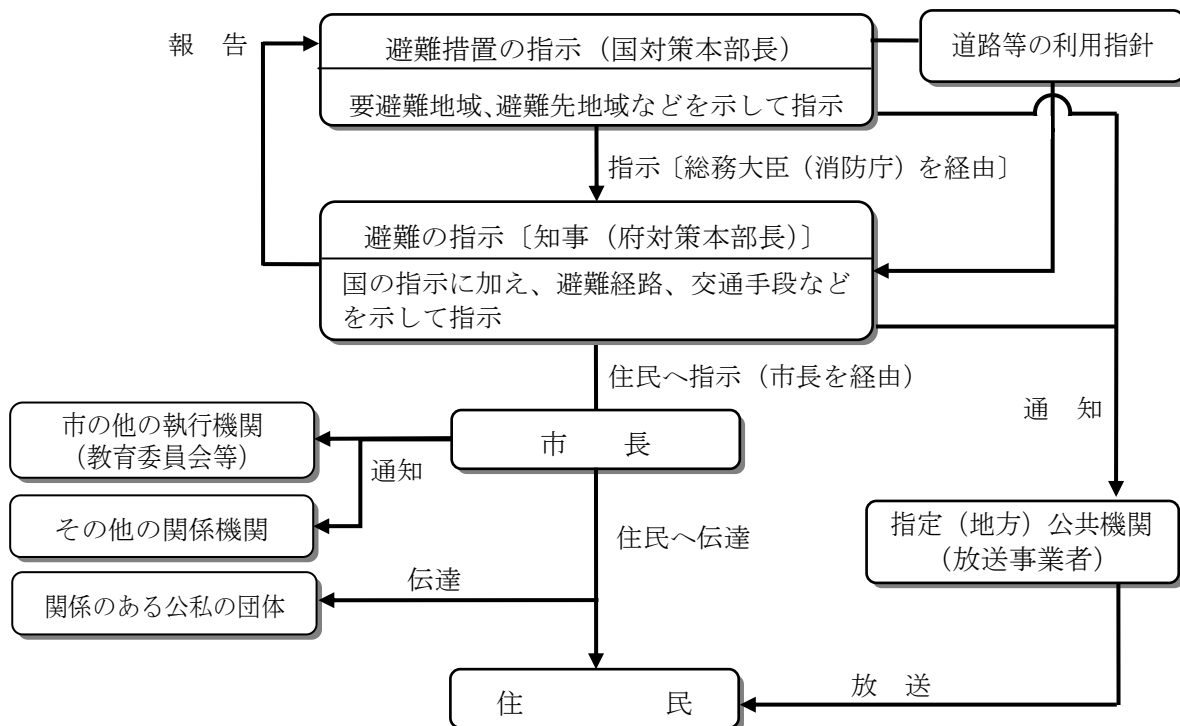 報　告
避難措置の指示（国対策本部長）
要避難地域、避難先地域などを示して指示
道路等の利用指針
指示〔総務大臣（消防庁）を経由〕
避難の指示〔知事（府対策本部長）〕
国の指示に加え、避難経路、交通手段など
を示して指示
住民へ指示（市長を経由）
通　知
市の他の執行機関
（教育委員会等）
市　　長
通知
その他の関係機関
住民へ伝達
指定（地方）公共機関
（放送事業者）
伝達
関係のある公私の団体
放　送
住　　　民